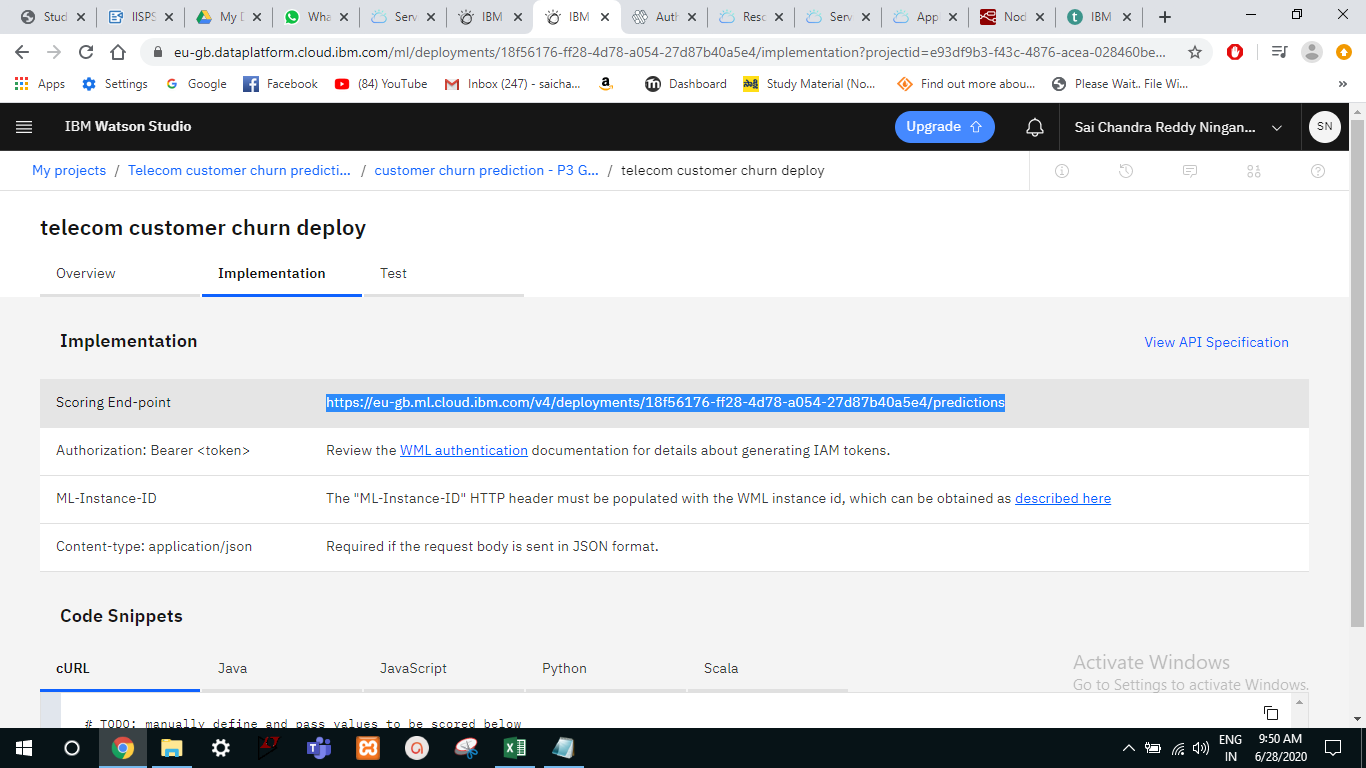 Stud
IISPS
My D
Wha
Serv
IBM
IBM
Auth
Reso
Serv
App
Nod
IBM
eu-gb.dataplatform.cloud.ibm.com/ml/deployments/18f56176-ff28-4d78-a054-27d87b40a5e4/implementation?projectid=e93df9b3-f43c-4876-acea-028460be...
Apps
Settings
Google
Facebook
(84) YouTube
Inbox (247) - saicha...
Dashboard
Study Material (No...
Find out more abou...
Please Wait.. File Wi...
IBM Watson Studio
Upgrade
Sai Chandra Reddy Ningan...
SN
My projects / Telecom customer churn predicti... / customer churn prediction - P3 G... / telecom customer churn deploy
telecom customer churn deploy
Overview
Implementation
Test
Implementation
View API Specification
Scoring End-point
https://eu-gb.ml.cloud.ibm.com/v4/deployments/18f56176-ff28-4d78-a054-27d87b40a5e4/predictions
Authorization: Bearer <token>
Review the WML authentication documentation for details about generating IAM tokens.
ML-Instance-ID
The "ML-Instance-ID" HTTP header must be populated with the WML instance id, which can be obtained as described here
Content-type: application/json
Required if the request body is sent in JSON format.
Code Snippets
cURL
Java
JavaScript
Python
Scala
# TODO: manually define and pass values to be scored below
Activate Windows
Go to Settings to activate Windows.
ENG
IN
9:50 AM
6/28/2020